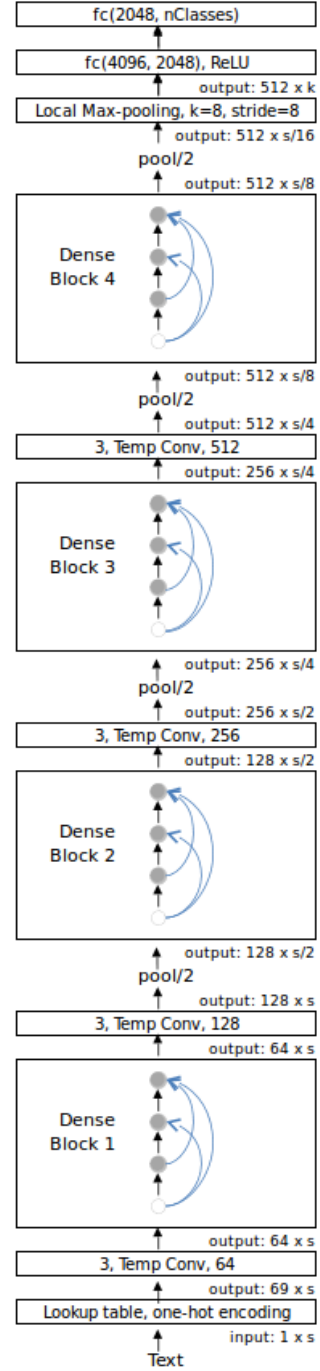 fc(2048, nClasses)
fc(4096, 2048), ReLU
output: 512 x k
Local Max-pooling, k=8, stride=8
output: 512 x s/16
pool/2
output: 512 x s/8
Dense
Block 4
output: 512 x s/8
pool/2
output: 512 x s/4
3, Temp Conv, 512
output: 256 x s/4
Dense
Block 3
output: 256 x s/4
pool/2
output: 256 x s/2
3, Temp Conv, 256
output: 128 x s/2
Dense
Block 2
output: 128 x s/2
pool/2
output: 128 x s
3, Temp Conv, 128
output: 64 x s
Dense
Block 1
output: 64 x s
3, Temp Conv, 64
output: 69 x s
Lookup table, one-hot encoding
input: 1 x s
Text